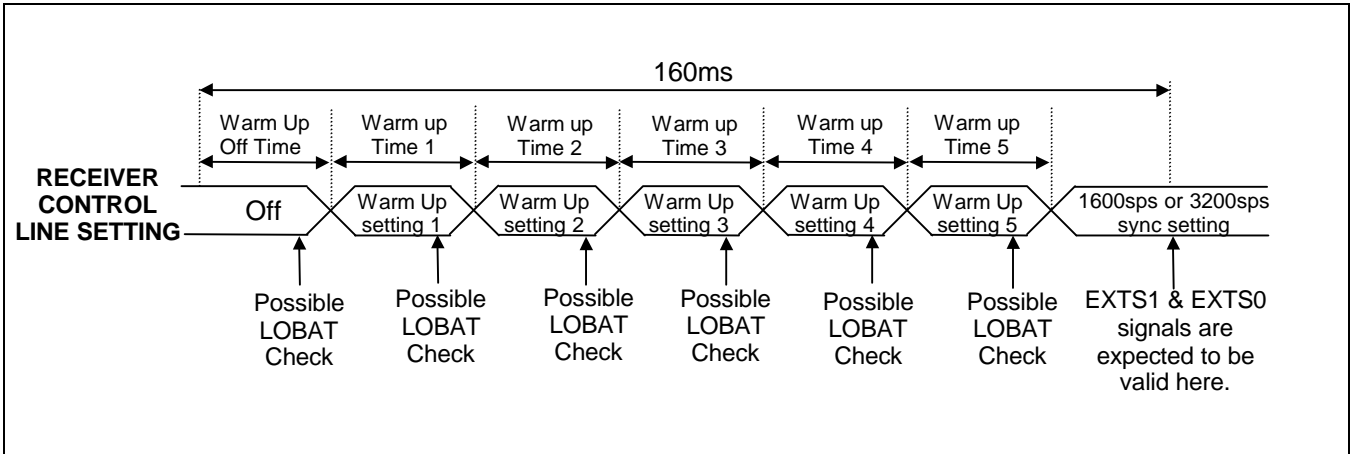 160ms
Warm Up
Off Time
Warm up
Time 1
Warm up
Time 2
Warm up
Time 3
Warm up
Time 4
Warm up
Time 5
RECEIVER
CONTROL
LINE SETTING
Off
Warm Up
setting 1
Warm Up
setting 2
Warm Up
setting 3
Warm Up
setting 4
Warm Up
setting 5
1600sps or 3200sps
sync setting
Possible
LOBAT
Check
Possible
LOBAT
Check
Possible
LOBAT
Check
Possible
LOBAT
Check
Possible
LOBAT
Check
Possible
LOBAT
Check
EXTS1 & EXTS0
signals are
expected to be
valid here.